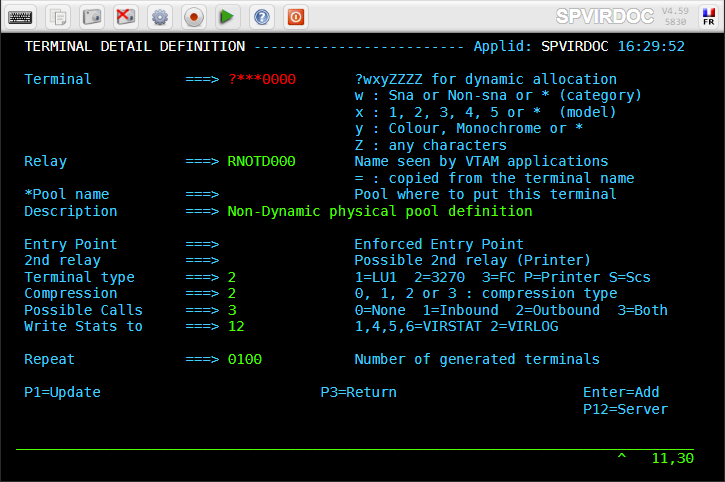 SPVIRDOC V4.59 5830 FR
TERMINAL DETAIL DEFINITION ------------------------- Applid: SPVIRDOC 16:29:52
Terminal ===> ?***0000 ?wxyZZZZ for dynamic allocation
w : Sna or Non-sna or * (category)
x : 1, 2, 3, 4, 5 or * (model)
y : Colour, Monochrome or *
Z : any characters
Relay ===> RNOTD000 Name seen by VTAM applications
= : copied from the terminal name
*Pool name ===> Pool where to put this terminal
Description ===> Non-Dynamic physical pool definition
Entry Point ===> Enforced Entry Point
2nd relay ===> Possible 2nd relay (Printer)
Terminal type ===> 2 1=LU1 2=3270 3=FC P=Printer S=Scs
Compression ===> 2 0, 1, 2 or 3 : compression type
Possible Calls ===> 3 0=None 1=Inbound 2=Outbound 3=Both
Write Stats to ===> 12 1,4,5,6=VIRSTAT 2=VIRLOG
Repeat ===> 0100 Number of generated terminals
P1=Update P3=Return Enter=Add
P12=Server
^ 11,30